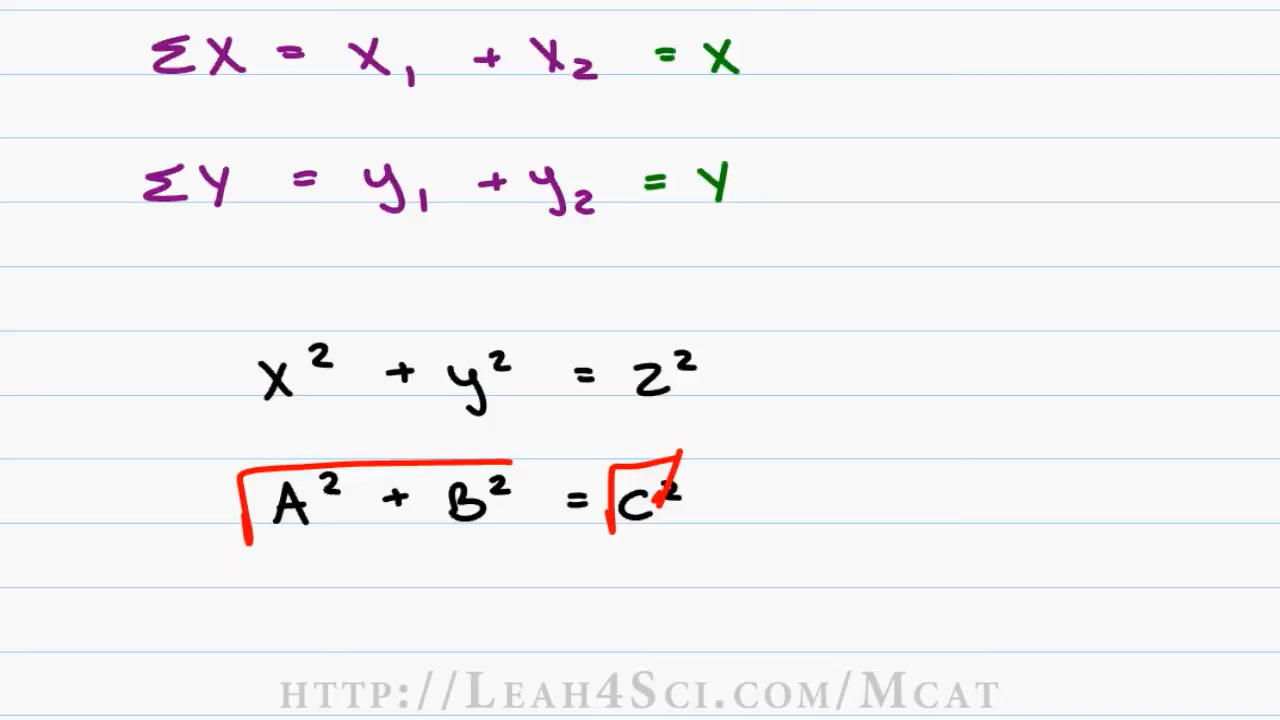 ΣX = X₁ + X₂ = X
ΣY = y₁ + y₂ = Y
X² + y² = z²
√A² + B² = √C²
HTTP://LEAH4SCI.COM/MCAT